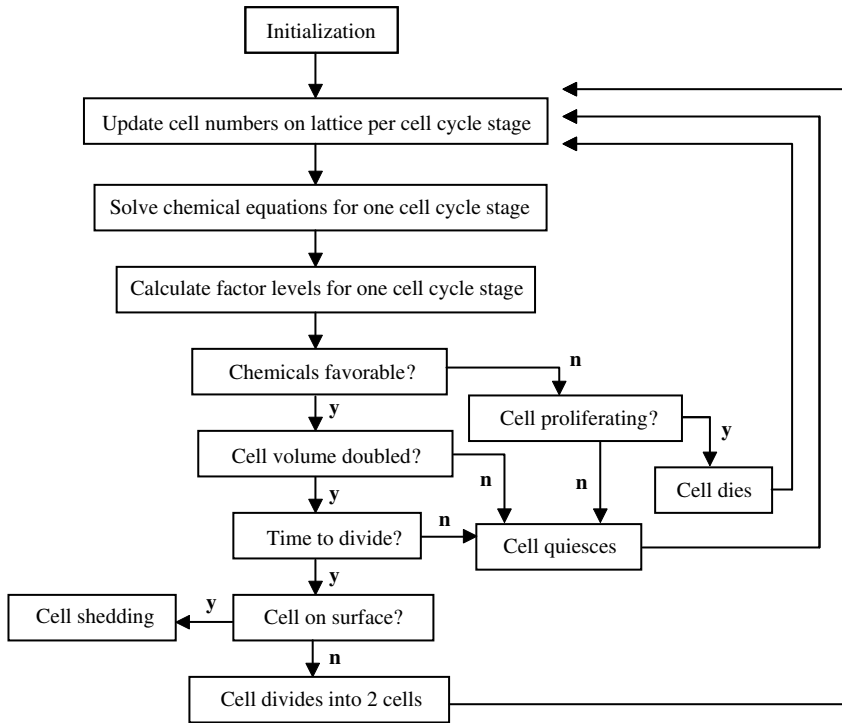 Initialization
Update cell numbers on lattice per cell cycle stage
Solve chemical equations for one cell cycle stage
Calculate factor levels for one cell cycle stage
Chemicals favorable?
n
y
Cell proliferating?
y
n
Cell dies
Cell volume doubled?
n
y
Time to divide?
n
Cell quiesces
y
Cell on surface?
y
Cell shedding
n
Cell divides into 2 cells